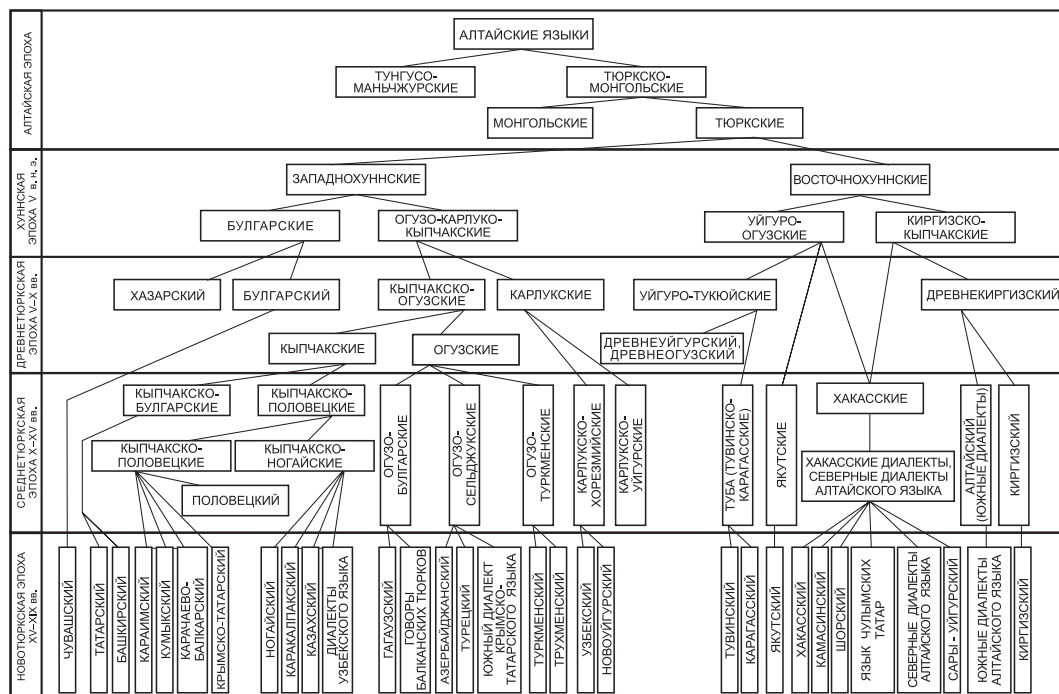 АЛТАЙСКАЯ ЭПОХА
АЛТАЙСКИЕ ЯЗЫКИ
ТУНГУСО-
МАНЬЧЖУРСКИЕ
ТЮРКСКО-
МОНГОЛЬСКИЕ
МОНГОЛЬСКИЕ
ТЮРКСКИЕ
ХУННСКАЯ
ЭПОХА V В. Н. Э.
ЗАПАДНОХУННСКИЕ
ВОСТОЧНОХУННСКИЕ
БУЛГАРСКИЕ
ОГУЗО-КАРЛУКО-
КЫПЧАКСКИЕ
УЙГУРО-
ОГУЗСКИЕ
КИРГИЗСКО-
КЫПЧАКСКИЕ
ДРЕВНЕТЮРКСКАЯ
ЭПОХА V–X ВВ.
ХАЗАРСКИЙ
БУЛГАРСКИЙ
КЫПЧАКСКО-
ОГУЗСКИЕ
КАРЛУКСКИЕ
УЙГУРО-ТУКЮЙСКИЕ
ДРЕВНЕКИРГИЗСКИЙ
КЫПЧАКСКИЕ
ОГУЗСКИЕ
ДРЕВНЕУЙГУРСКИЙ,
ДРЕВНЕОГУЗСКИЙ
СРЕДНЕТЮРКСКАЯ
ЭПОХА X–XV ВВ.
КЫПЧАКСКО-
БУЛГАРСКИЕ
КЫПЧАКСКО-
ПОЛОВЕЦКИЕ
КЫПЧАКСКО-
ПОЛОВЕЦКИЕ
КЫПЧАКСКО-
НОГАЙСКИЕ
ПОЛОВЕЦКИЙ
ОГУЗО-
БУЛГАРСКИЕ
ОГУЗО-
СЕЛЬДЖУКСКИЕ
ОГУЗО-
ТУРКМЕНСКИЕ
КАРЛУКСКО-
ХОРЕЗМИЙСКИЕ
КАРЛУКСКО-
УЙГУРСКИЕ
ТУБА (ТУВИНСКО-
КАРАГАССКИЕ)
ЯКУТСКИЕ
ХАКАССКИЕ
ХАКАССКИЕ ДИАЛЕКТЫ,
СЕВЕРНЫЕ ДИАЛЕКТЫ
АЛТАЙСКОГО ЯЗЫКА
АЛТАЙСКИЙ
(ЮЖНЫЕ ДИАЛЕКТЫ)
КИРГИЗСКИЙ
НОВОТЮРКСКАЯ ЭПОХА
XV–XIX ВВ.
ЧУВАШСКИЙ
ТАТАРСКИЙ
БАШКИРСКИЙ
КАРАИМСКИЙ
КУМЫКСКИЙ
КАРАЧАЕВО-
БАЛКАРСКИЙ
КРЫМСКО-ТАТАРСКИЙ
НОГАЙСКИЙ
КАРАКАЛПАКСКИЙ
КАЗАХСКИЙ
ДИАЛЕКТЫ
УЗБЕКСКОГО ЯЗЫКА
ГАГАУЗСКИЙ
ГОВОРЫ
БАЛКАНСКИХ ТЮРКОВ
АЗЕРБАЙДЖАНСКИЙ
ТУРЕЦКИЙ
ЮЖНЫЙ ДИАЛЕКТ
КРЫМСКО-
ТАТАРСКОГО ЯЗЫКА
ТУРКМЕНСКИЙ
ТРУХМЕНСКИЙ
УЗБЕКСКИЙ
НОВОУЙГУРСКИЙ
ТУВИНСКИЙ
КАРАГАССКИЙ
ЯКУТСКИЙ
ХАКАССКИЙ
КАМАСИНСКИЙ
ШОРСКИЙ
ЯЗЫК ЧУЛЫМСКИХ
ТАТАР
СЕВЕРНЫЕ ДИАЛЕКТЫ
АЛТАЙСКОГО ЯЗЫКА
САРЫ - УЙГУРСКИЙ
ЮЖНЫЕ ДИАЛЕКТЫ
АЛТАЙСКОГО ЯЗЫКА
КИРГИЗСКИЙ